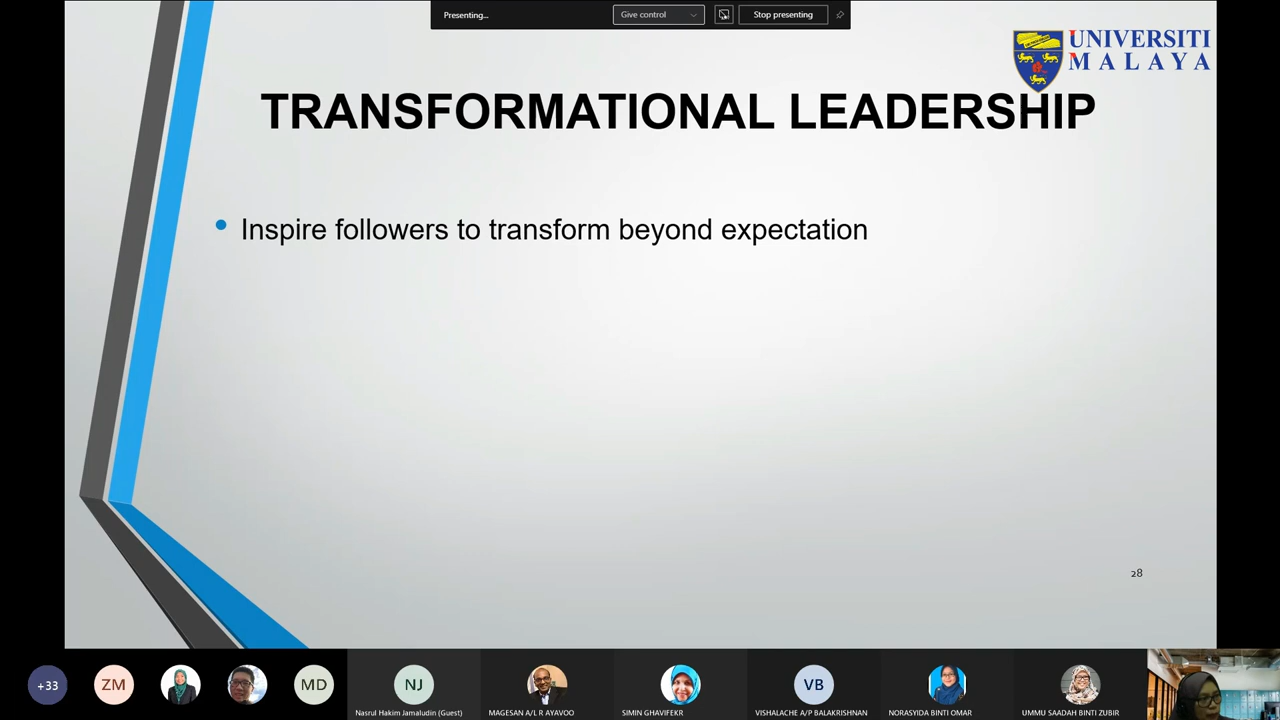 Presenting...
Give control
Stop presenting
UNIVERSITI
MALAYA
TRANSFORMATIONAL LEADERSHIP
Inspire followers to transform beyond expectation
28
+33
ZM
MD
NJ
VB
Nasrul Hakim Jamaludin (Guest)
MAGESAN A/L R AYAVOO
SIMIN GHAVIFEKR
VISHALACHE A/P BALAKRISHNAN
NORASYIDA BINTI OMAR
UMMU SAADAH BINTI ZUBIR